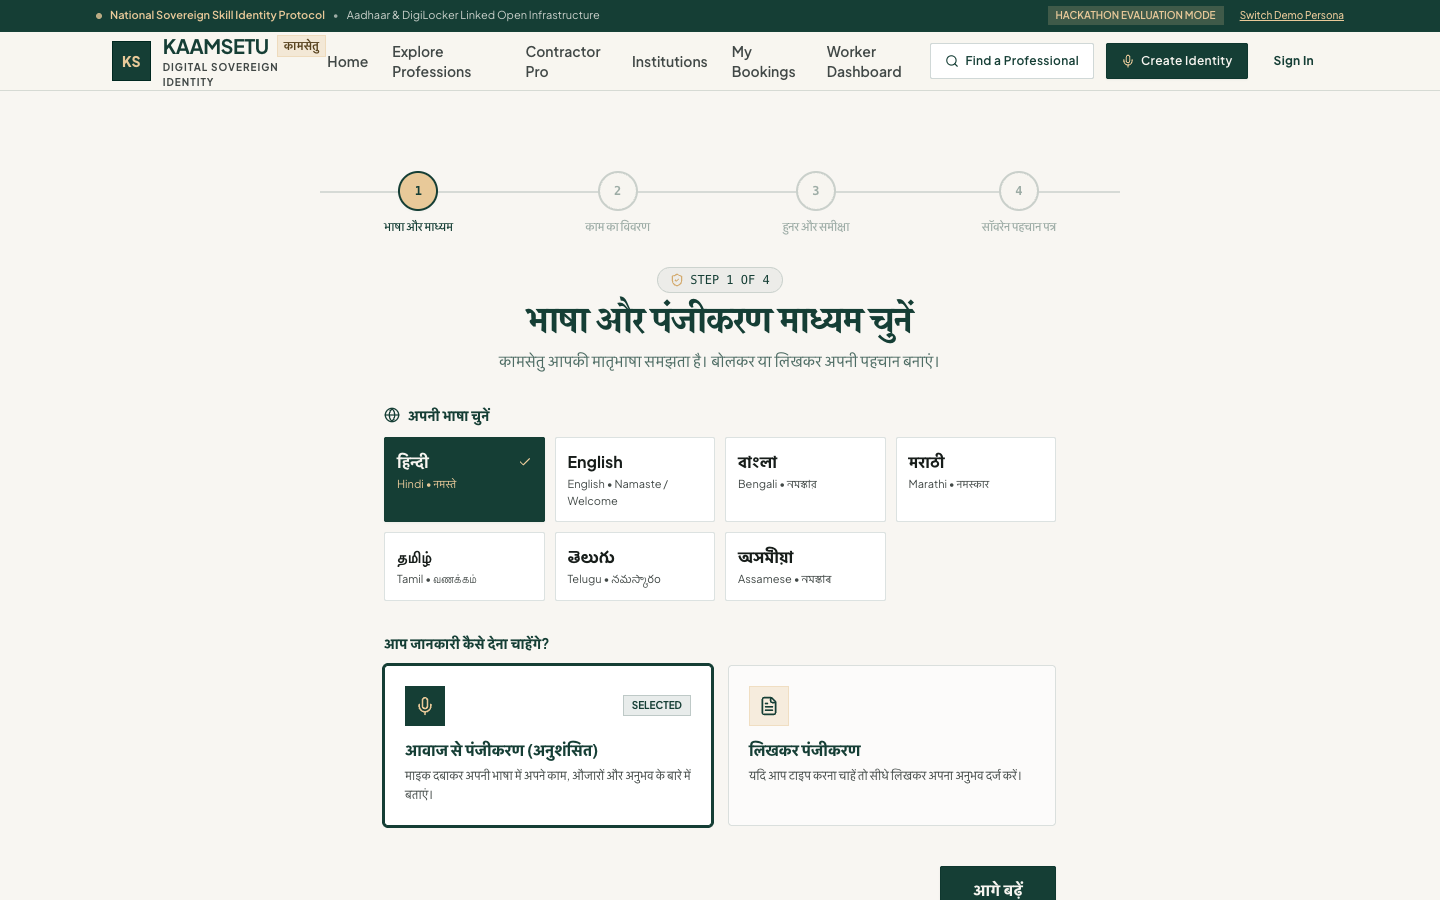 National Sovereign Skill Identity Protocol • Aadhaar & DigiLocker Linked Open Infrastructure
HACKATHON EVALUATION MODE
Switch Demo Persona
KS
KAAMSETU
कामसेतु
DIGITAL SOVEREIGN
IDENTITY
Home
Explore
Professions
Contractor
Pro
Institutions
My
Bookings
Worker
Dashboard
Find a Professional
Create Identity
Sign In
1
2
3
4
भाषा और माध्यम
काम का विवरण
हुनर और समीक्षा
सॉवरेन पहचान पत्र
STEP 1 OF 4
भाषा और पंजीकरण माध्यम चुनें
कामसेतु आपकी मातृभाषा समझता है। बोलकर या लिखकर अपनी पहचान बनाएं।
अपनी भाषा चुनें
हिन्दी
Hindi • नमस्ते
English
English • Namaste /
Welcome
বাংলা
Bengali • নমস্কার
मराठी
Marathi • नमस्कार
தமிழ்
Tamil • வணக்கம்
తెలుగు
Telugu • నమస్కారం
অসমীয়া
Assamese • নমস্কাৰ
आप जानकारी कैसे देना चाहेंगे?
SELECTED
आवाज से पंजीकरण (अनुशंसित)
माइक दबाकर अपनी भाषा में अपने काम, औजारों और अनुभव के बारे में
बताएं।
लिखकर पंजीकरण
यदि आप टाइप करना चाहें तो सीधे लिखकर अपना अनुभव दर्ज करें।
आगे बढ़ें